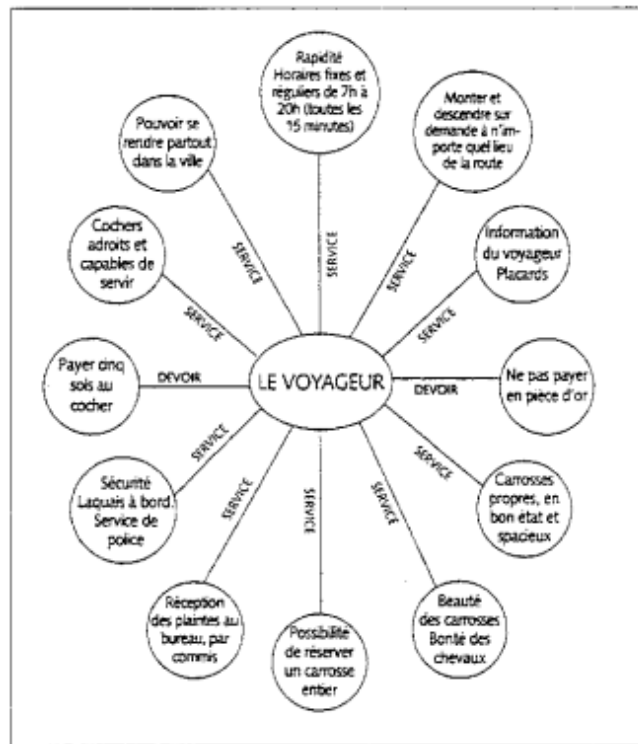 Rapidité
Horaires fixes et
réguliers de 7h à
20h (toutes les
15 minutes)
Monter et
descendre sur
demande à n'im-
porte quel lieu
de la route
Information
du voyageur
Placards
Ne pas payer
en pièce d'or
Carrosses
propres, en
bon état et
spacieux
Beauté
des carrosses
Bonté des
chevaux
Possibilité
de réserver
un carrosse
entier
Réception
des plaintes au
bureau, par
commis
Sécurité
Laquais à bord.
Service de
police
Payer cinq
sols au
cocher
Cochers
adroits et
capables de
servir
Pouvoir se
rendre partout
dans la ville
SERVICE
SERVICE
SERVICE
SERVICE
DEVOIR
SERVICE
SERVICE
SERVICE
SERVICE
SERVICE
DEVOIR
SERVICE
LE VOYAGEUR